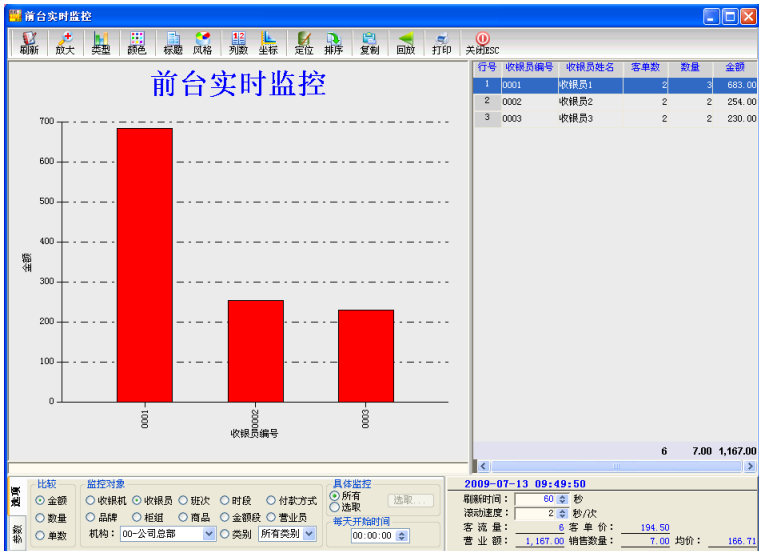 前台实时监控
刷新 放大 类型 颜色 标题 风格 列数 坐标 定位 排序 复制 回放 打印 关闭ESC
前台实时监控
700
600
500
400
300
200
100
0
金额
0001 0002 0003
收银员编号
行号 收银员编号 收银员姓名 客单数 数量 金额
1 0001 收银员1 2 3 683.00
2 0002 收银员2 2 2 254.00
3 0003 收银员3 2 2 230.00
6 7.00 1,167.00
选项
参数
比较
金额
数量
单数
监控对象
收银机 收银员 班次 时段 付款方式
品牌 柜组 商品 金额段 营业员
机构： 00-公司总部 类别 所有类别
具体监控
所有
选取
选取...
每天开始时间
00:00:00
2009-07-13 09:49:50
刷新时间： 60 秒
滚动速度： 2 秒/次
客 流 量： 6 客 单 价： 194.50
营 业 额： 1,167.00 销售数量： 7.00 均价： 166.71